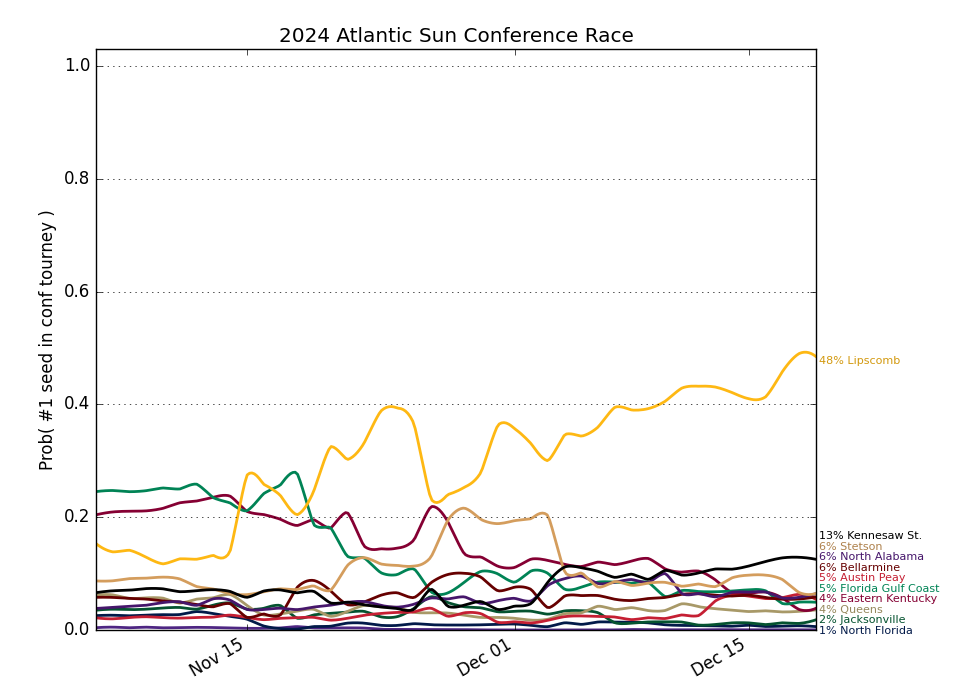 2024 Atlantic Sun Conference Race
Prob( #1 seed in conf tourney )
1.0
0.8
0.6
0.4
0.2
0.0
Nov 15
Dec 01
Dec 15
48% Lipscomb
13% Kennesaw St.
6% Stetson
6% North Alabama
6% Bellarmine
5% Austin Peay
5% Florida Gulf Coast
4% Eastern Kentucky
4% Queens
2% Jacksonville
1% North Florida